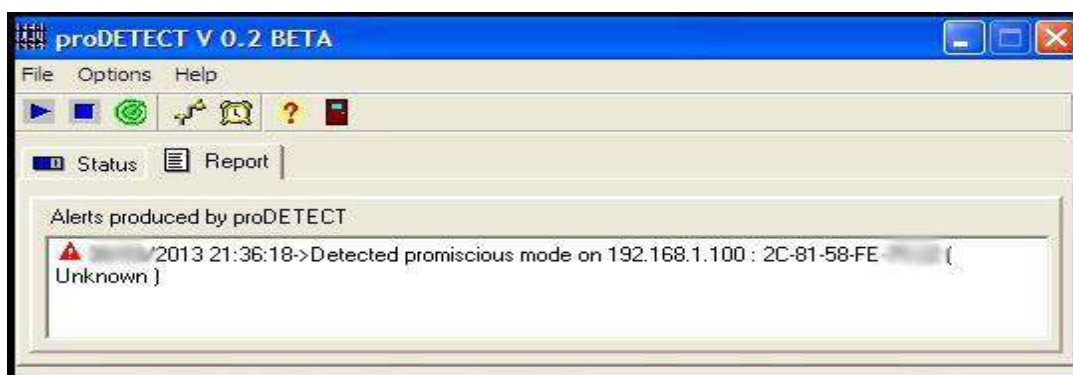 proDETECT V 0.2 BETA
File Options Help
Status Report
Alerts produced by proDETECT
/2013 21:36:18->Detected promiscious mode on 192.168.1.100 : 2C-81-58-FE- (
Unknown )